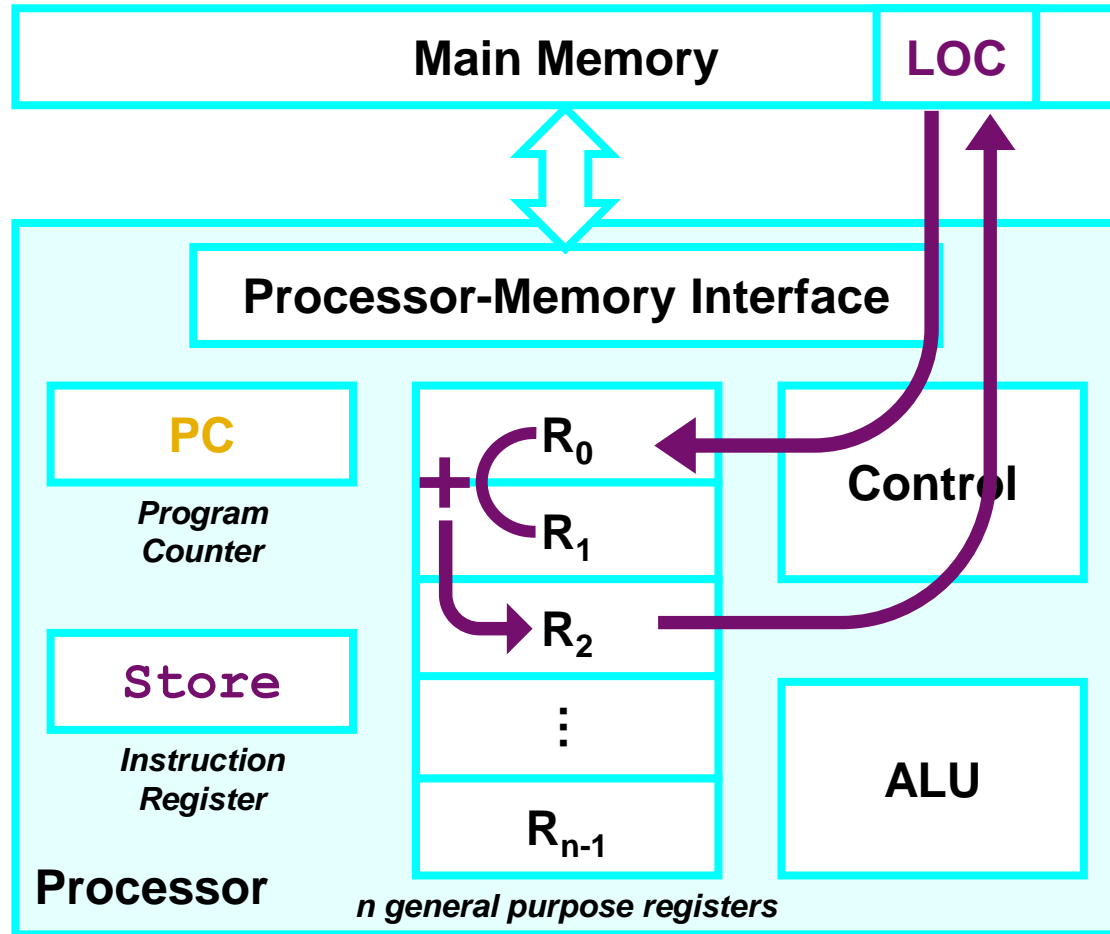 Main Memory
LOC
Processor-Memory Interface
PC
Program
Counter
Store
Instruction
Register
Processor
+
R0
R1
R2
⋮
Rn-1
n general purpose registers
Control
ALU